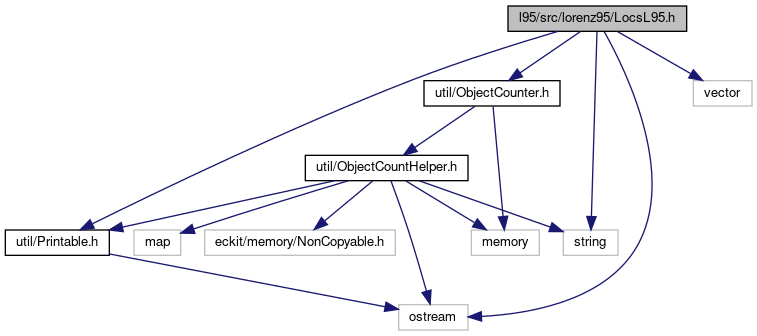 l95/src/lorenz95/LocsL95.h
util/ObjectCounter.h
vector
util/ObjectCountHelper.h
util/Printable.h
map
eckit/memory/NonCopyable.h
memory
string
ostream